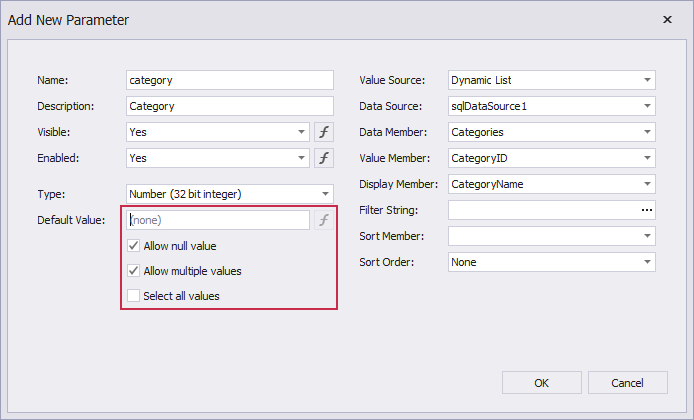 Add New Parameter
Name: category
Description: Category
Visible: Yes
Enabled: Yes
Type: Number (32 bit integer)
Default Value: (none)
Allow null value
Allow multiple values
Select all values
Value Source: Dynamic List
Data Source: sqlDataSource1
Data Member: Categories
Value Member: CategoryID
Display Member: CategoryName
Filter String: ...
Sort Member:
Sort Order: None
OK Cancel